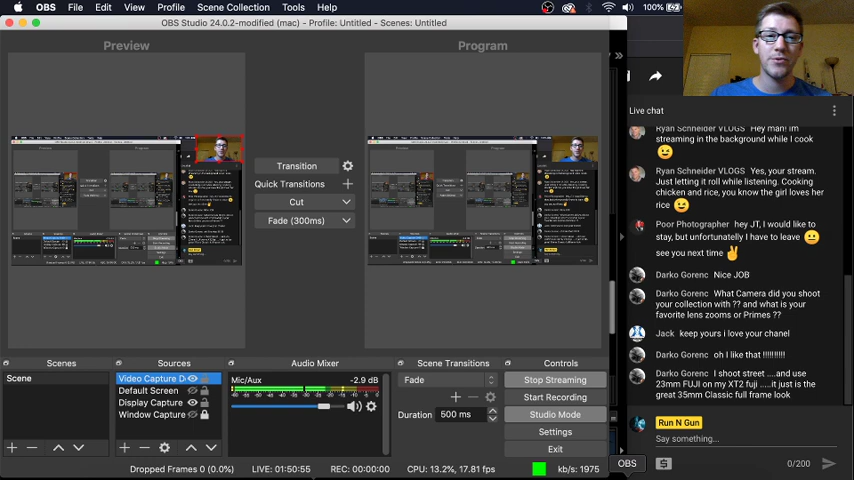 OBS File Edit View Profile Scene Collection Tools Help 100%
OBS Studio 24.0.2-modified (mac) - Profile: Untitled - Scenes: Untitled
Preview
Program
Transition
Quick Transitions
Cut
Fade (300ms)
Scenes
Sources
Audio Mixer
Scene Transitions
Controls
Scene
Video Capture D
Default Screen
Display Capture
Window Capture
Mic/Aux
-2.9 dB
Fade
Duration 500 ms
Stop Streaming
Start Recording
Studio Mode
Settings
Exit
Dropped Frames 0 (0.0%)
LIVE: 01:50:55
REC: 00:00:00
CPU: 13.2%, 17.81 fps
kb/s: 1975
OBS
Live chat
Ryan Schneider VLOGS Hey man! Im
streaming in the background while I cook
😉
Ryan Schneider VLOGS Yes, your stream.
Just letting it roll while listening. Cooking
chicken and rice, you know the girl loves her
rice 😉
Poor Photographer hey JT, I would like to
stay, but unfortunatelly I have to leave 😐
see you next time ✌
Darko Gorenc Nice JOB
Darko Gorenc What Camera did you shoot
your collection with ?? and what is your
favorite lens zooms or Primes ??
Jack keep yours i love your chanel
Darko Gorenc oh I like that !!!!!!!!!!
Darko Gorenc I shoot street ....and use
23mm FUJI on my XT2 fuji .....it just is the
great 35mm Classic full frame look
Run N Gun
Say something...
0/200